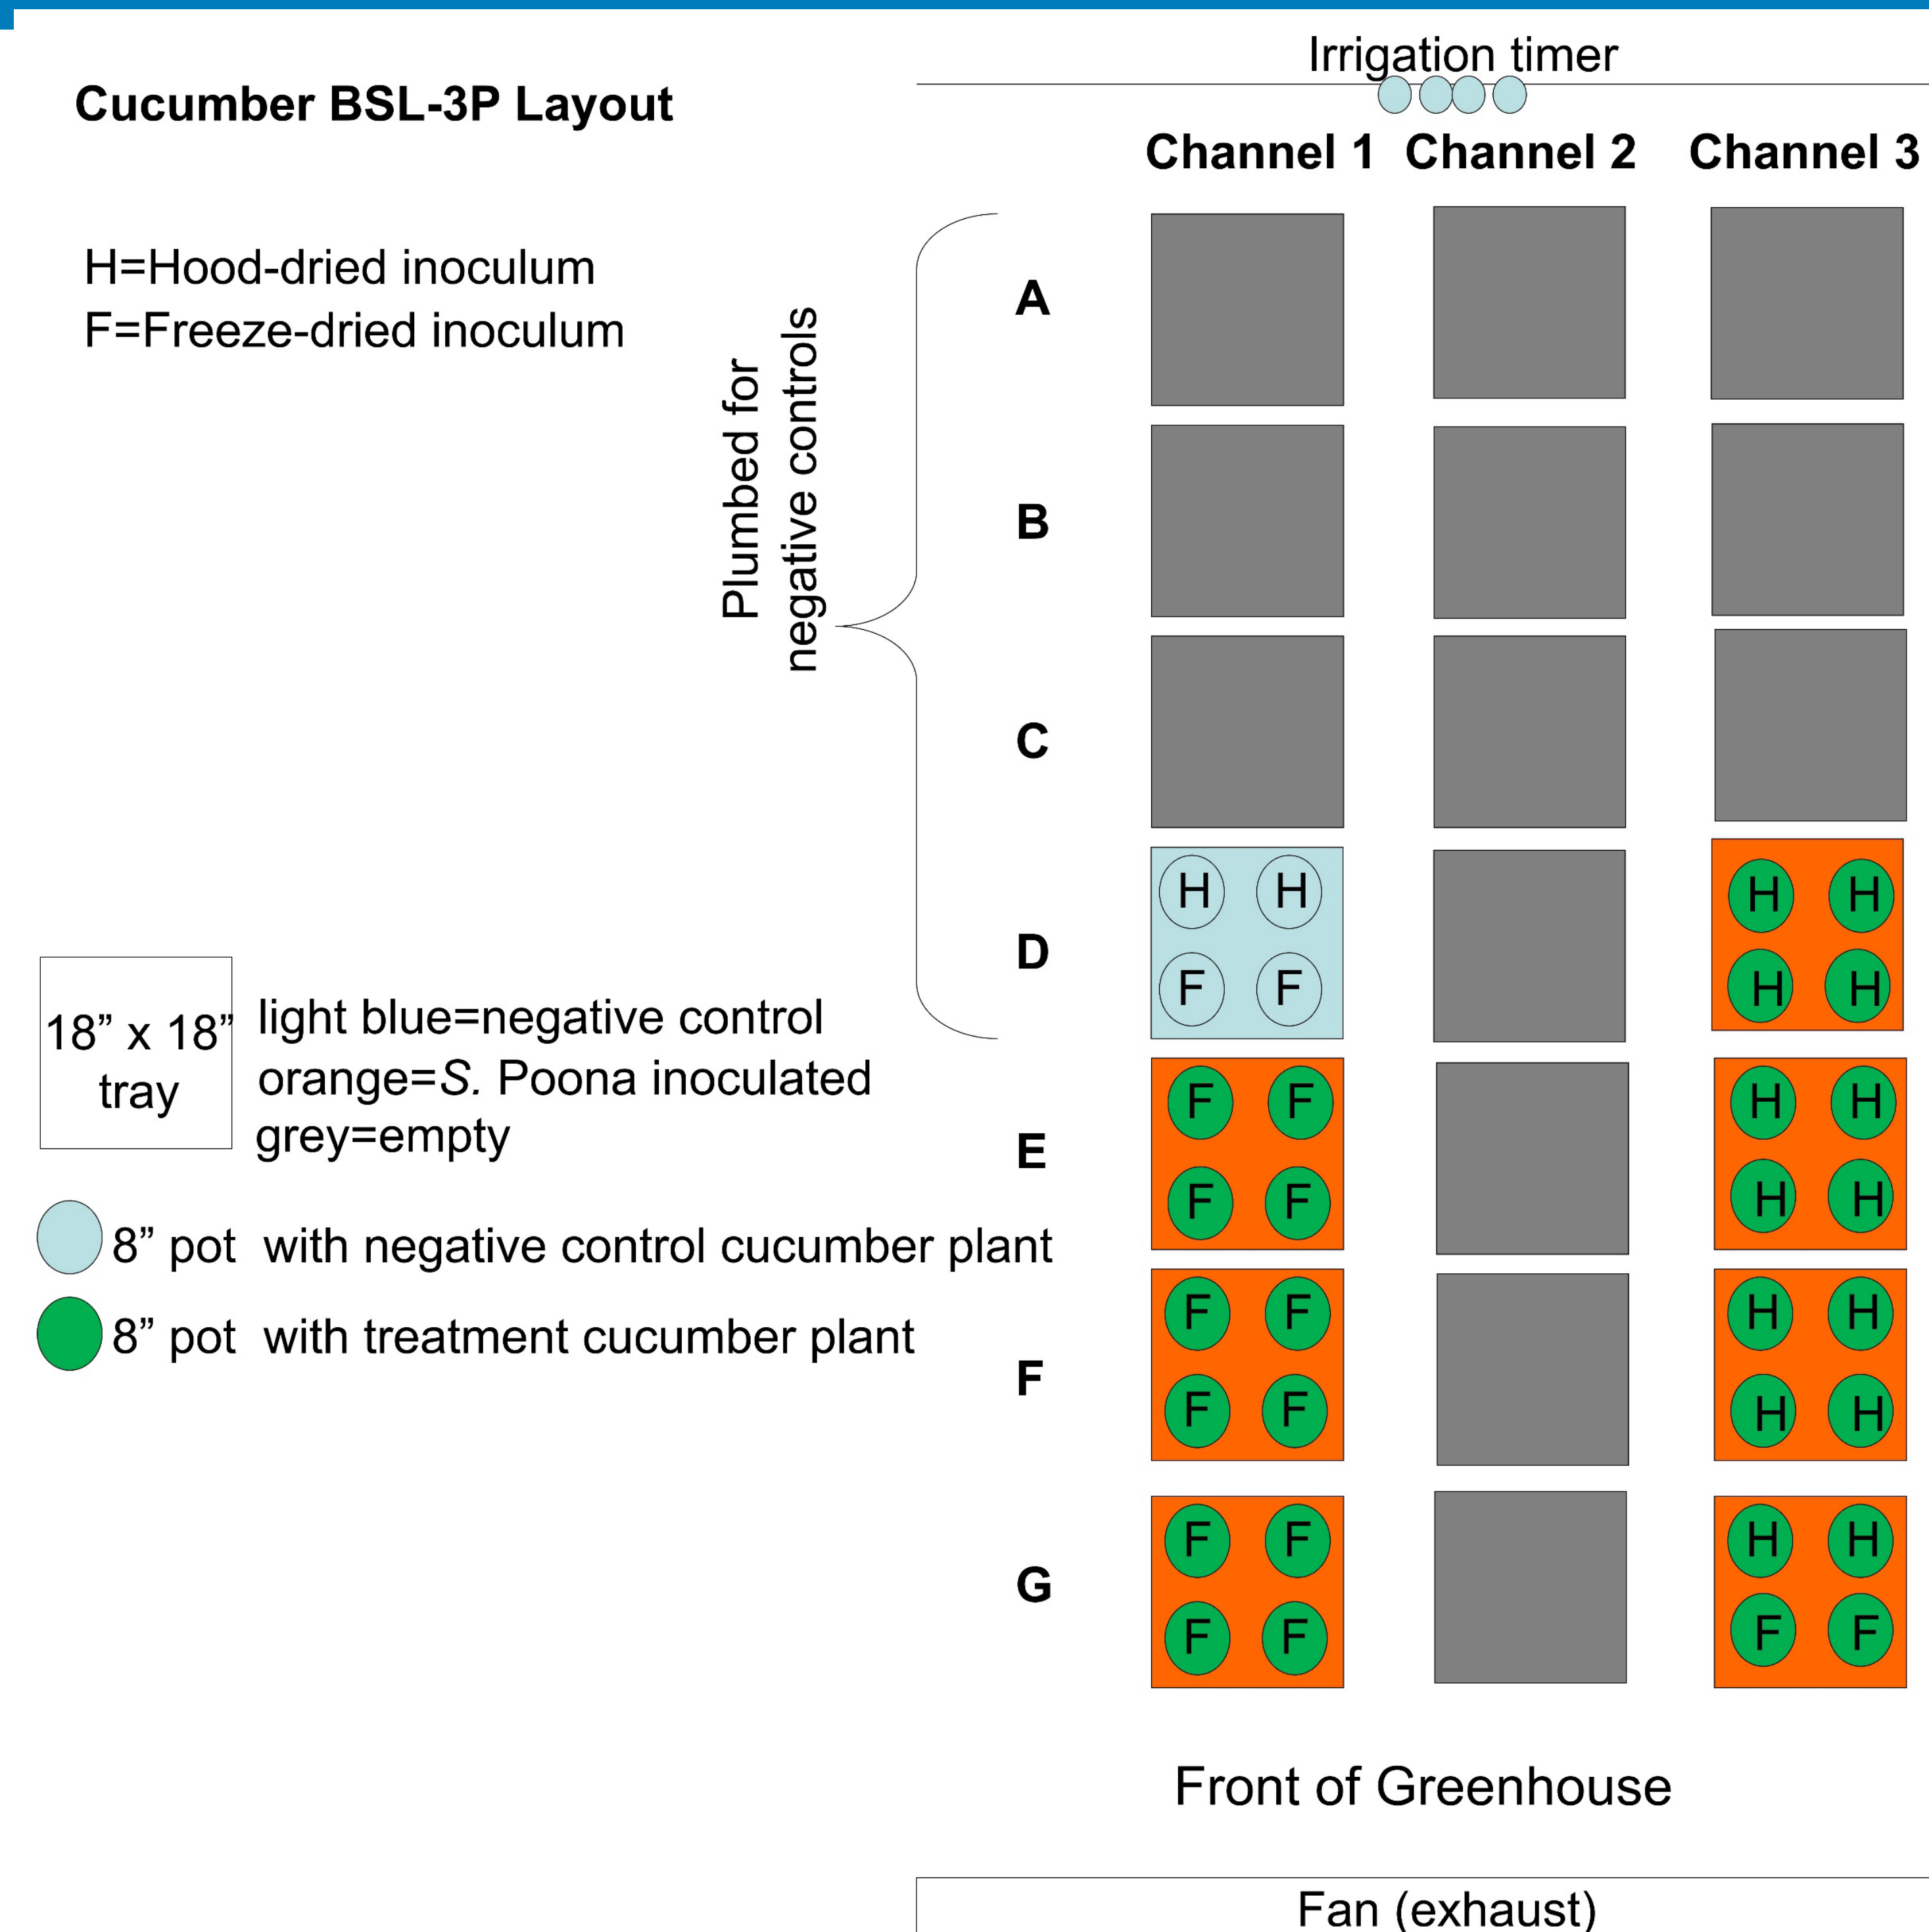 Irrigation timer
Cucumber BSL-3P Layout
Channel 1 Channel 2 Channel 3
H=Hood-dried inoculum
F=Freeze-dried inoculum
Plumbed for
negative controls
A
B
C
D
H H
F F
H H
H H
18” x 18”
tray
light blue=negative control
orange=S. Poona inoculated
grey=empty
E
F F
F F
H H
H H
8” pot with negative control cucumber plant
8” pot with treatment cucumber plant
F
F F
F F
H H
H H
G
F F
F F
H H
F F
Front of Greenhouse
Fan (exhaust)